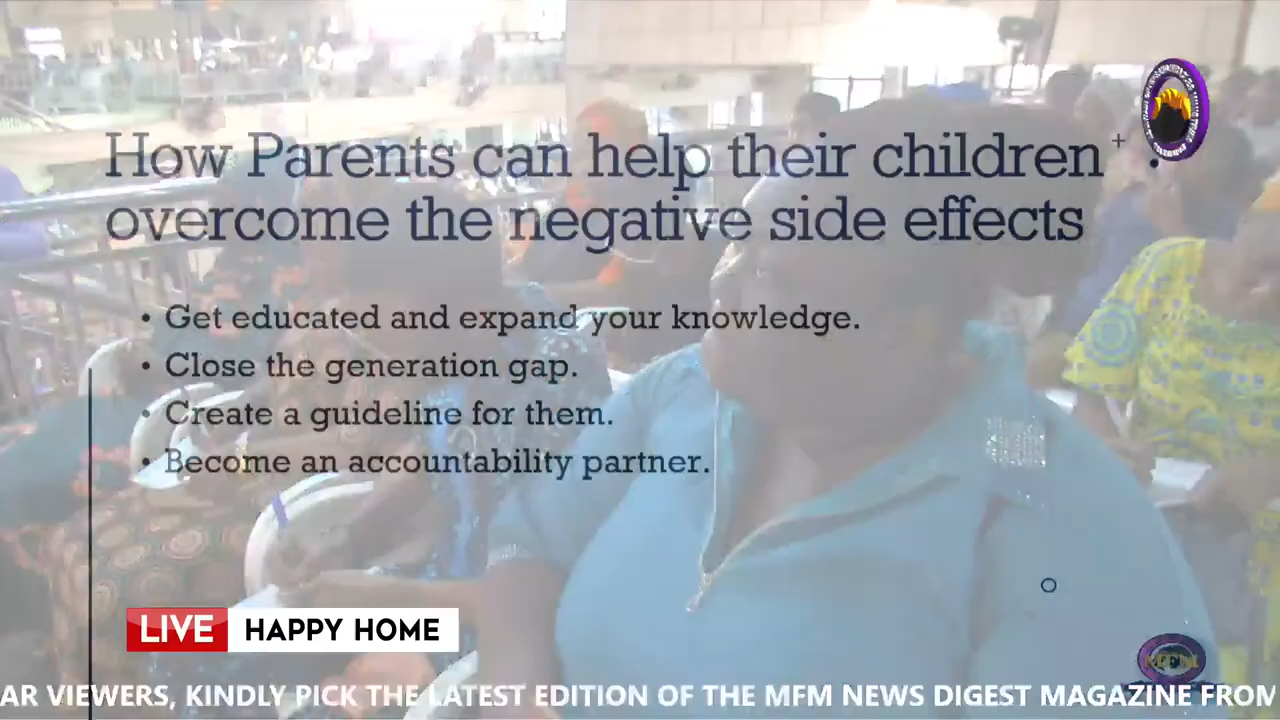 How Parents can help their children
overcome the negative side effects
• Get educated and expand your knowledge.
• Close the generation gap.
• Create a guideline for them.
• Become an accountability partner.
LIVE HAPPY HOME
MFM
AR VIEWERS, KINDLY PICK THE LATEST EDITION OF THE MFM NEWS DIGEST MAGAZINE FROM